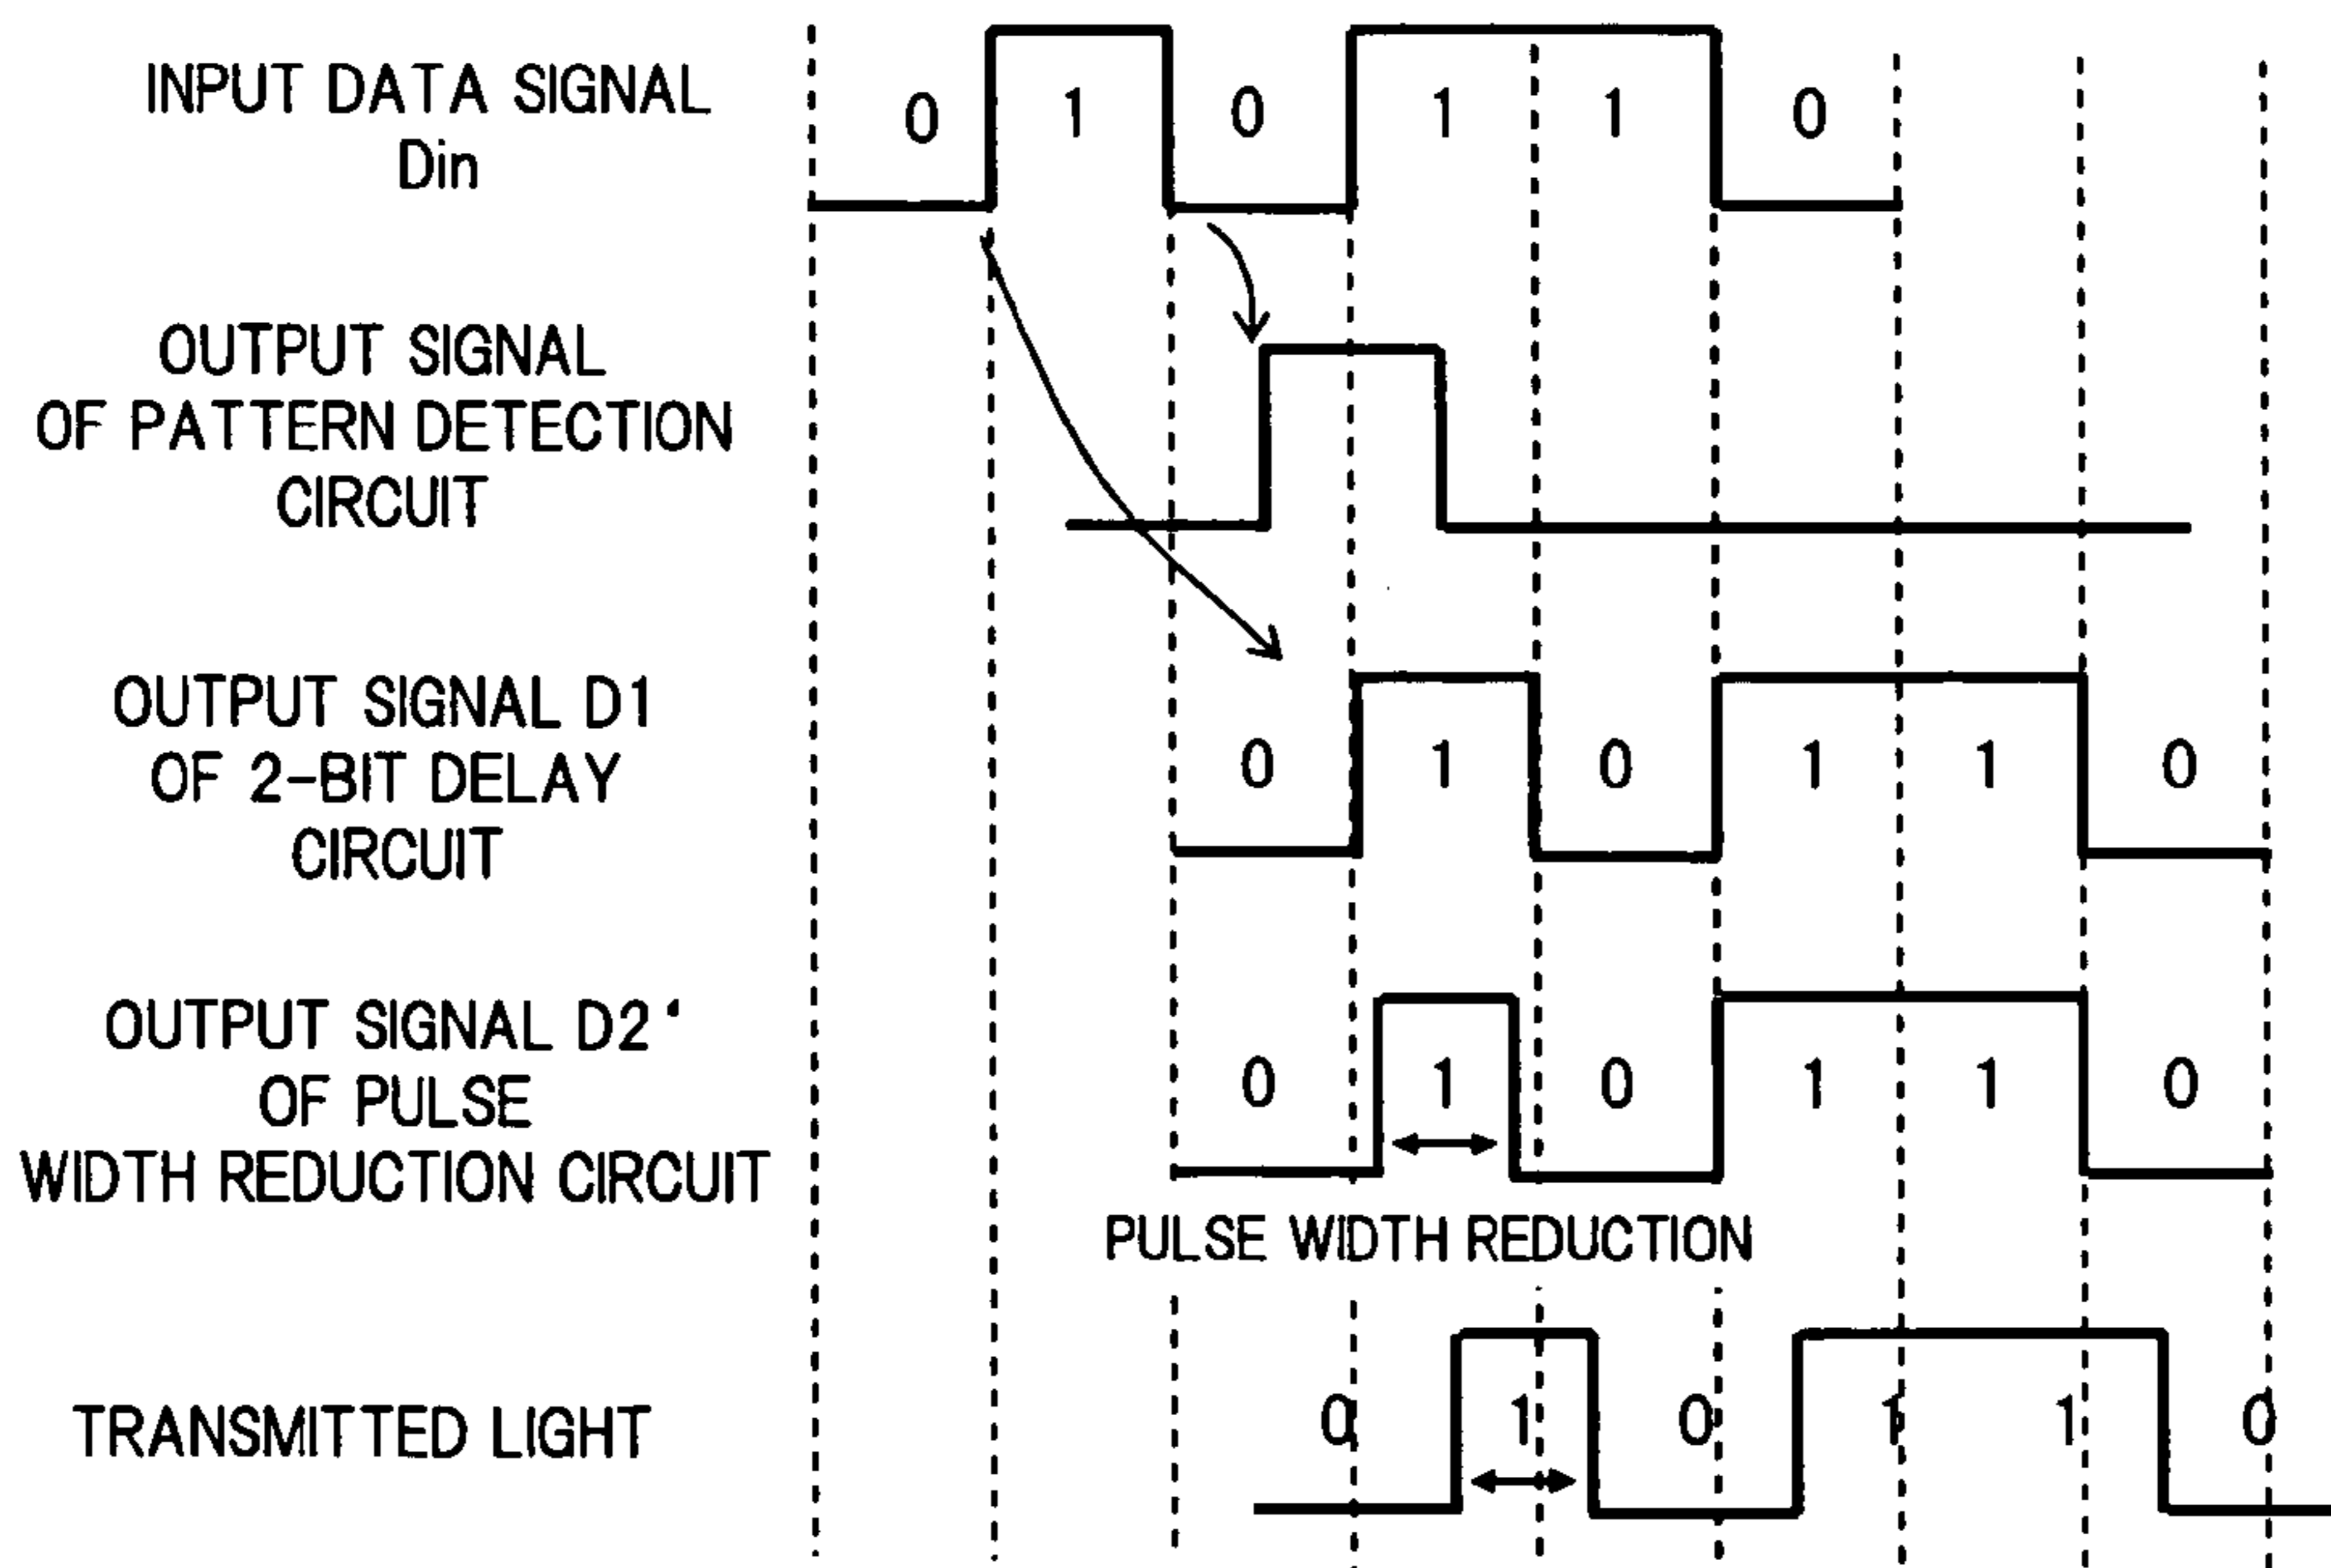 INPUT DATA SIGNAL
Din
0 1 0 1 1 0
OUTPUT SIGNAL
OF PATTERN DETECTION
CIRCUIT
OUTPUT SIGNAL D1
OF 2-BIT DELAY
CIRCUIT
0 1 0 1 1 0
OUTPUT SIGNAL D2'
OF PULSE
WIDTH REDUCTION CIRCUIT
0 1 0 1 1 0
PULSE WIDTH REDUCTION
TRANSMITTED LIGHT
0 1 0 1 1 0